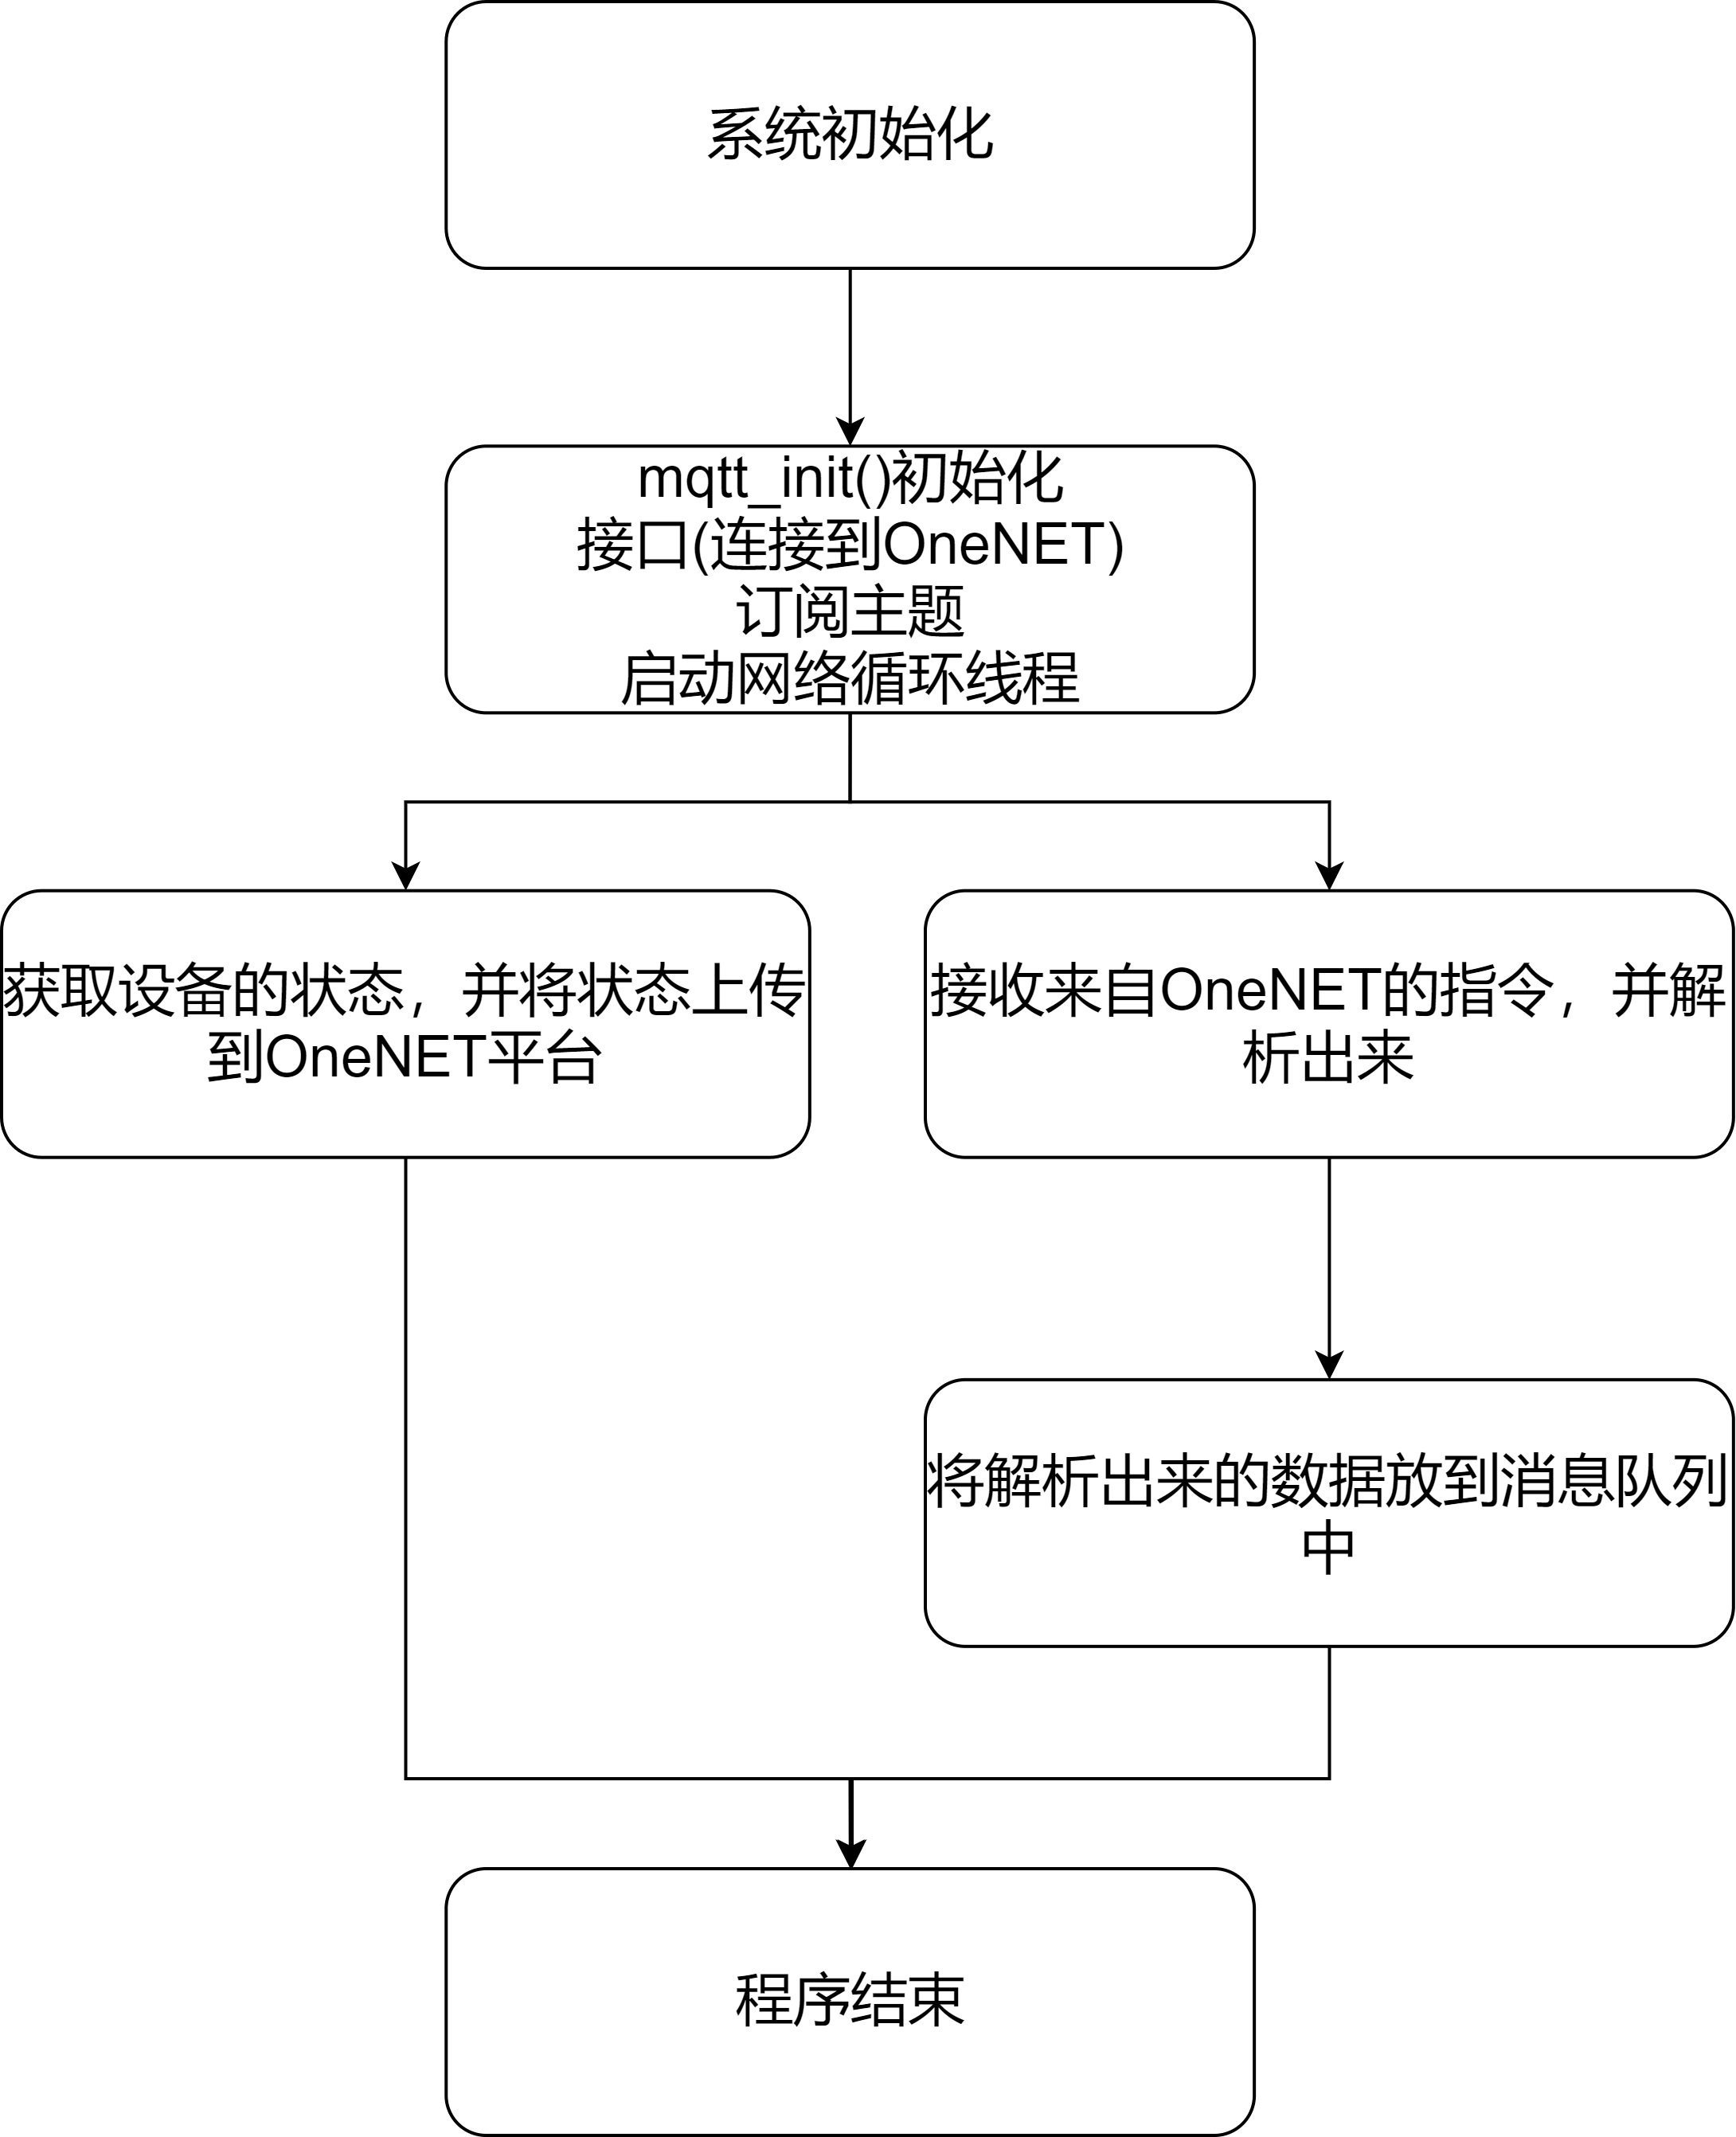 系统初始化
mqtt_init()初始化
接口(连接到OneNET)
订阅主题
启动网络循环线程
获取设备的状态，并将状态上传
到OneNET平台
接收来自OneNET的指令，并解
析出来
将解析出来的数据放到消息队列
中
程序结束